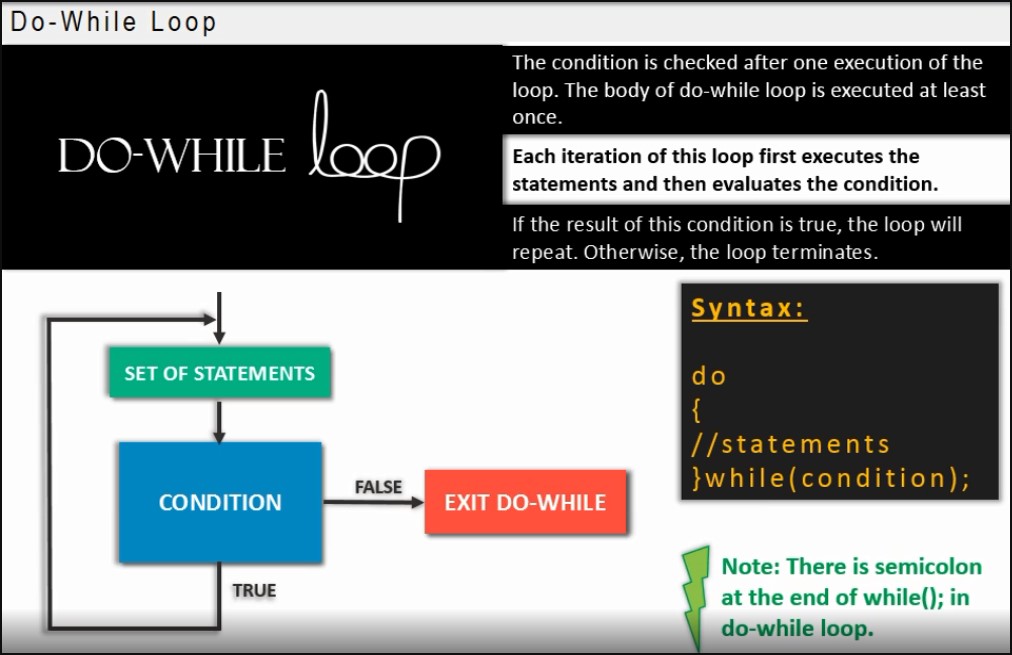 Do-While Loop
DO-WHILE loop
The condition is checked after one execution of the
loop. The body of do-while loop is executed at least
once.
Each iteration of this loop first executes the
statements and then evaluates the condition.
If the result of this condition is true, the loop will
repeat. Otherwise, the loop terminates.
SET OF STATEMENTS
CONDITION
FALSE
EXIT DO-WHILE
TRUE
Syntax:
do
{
//statements
}while(condition);
Note: There is semicolon
at the end of while(); in
do-while loop.